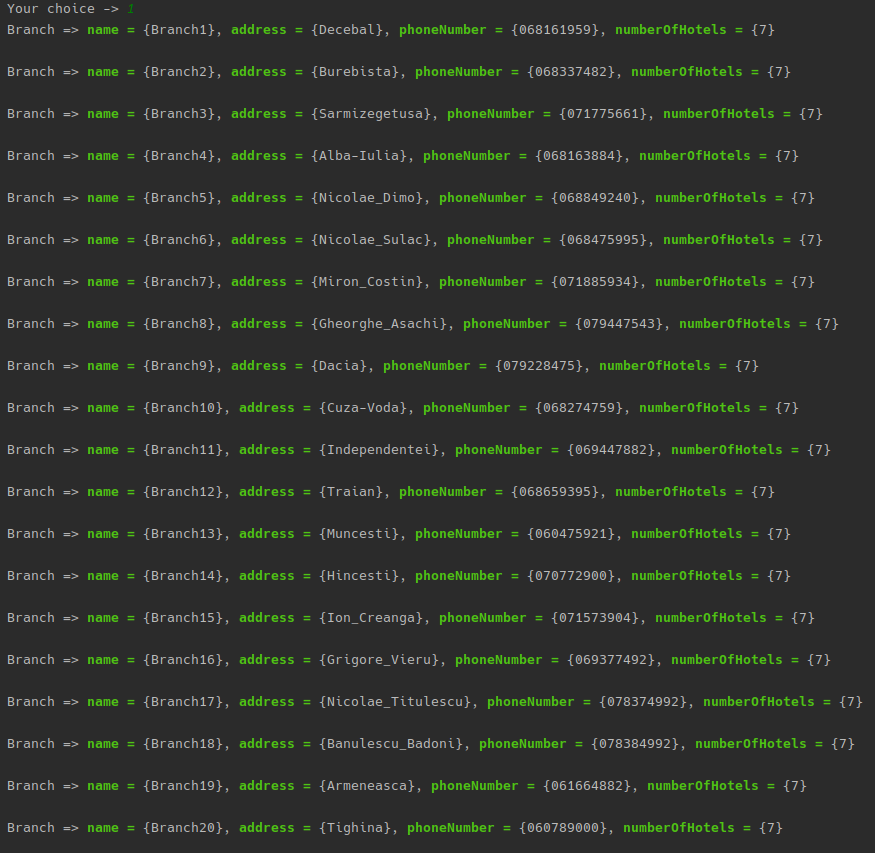 Your choice -> 1
Branch => name = {Branch1}, address = {Decebal}, phoneNumber = {068161959}, numberOfHotels = {7}
Branch => name = {Branch2}, address = {Burebista}, phoneNumber = {068337482}, numberOfHotels = {7}
Branch => name = {Branch3}, address = {Sarmizegetusa}, phoneNumber = {071775661}, numberOfHotels = {7}
Branch => name = {Branch4}, address = {Alba-Iulia}, phoneNumber = {068163884}, numberOfHotels = {7}
Branch => name = {Branch5}, address = {Nicolae_Dimo}, phoneNumber = {068849240}, numberOfHotels = {7}
Branch => name = {Branch6}, address = {Nicolae_Sulac}, phoneNumber = {068475995}, numberOfHotels = {7}
Branch => name = {Branch7}, address = {Miron_Costin}, phoneNumber = {071885934}, numberOfHotels = {7}
Branch => name = {Branch8}, address = {Gheorghe_Asachi}, phoneNumber = {079447543}, numberOfHotels = {7}
Branch => name = {Branch9}, address = {Dacia}, phoneNumber = {079228475}, numberOfHotels = {7}
Branch => name = {Branch10}, address = {Cuza-Voda}, phoneNumber = {068274759}, numberOfHotels = {7}
Branch => name = {Branch11}, address = {Independentei}, phoneNumber = {069447882}, numberOfHotels = {7}
Branch => name = {Branch12}, address = {Traian}, phoneNumber = {068659395}, numberOfHotels = {7}
Branch => name = {Branch13}, address = {Muncesti}, phoneNumber = {060475921}, numberOfHotels = {7}
Branch => name = {Branch14}, address = {Hincesti}, phoneNumber = {070772900}, numberOfHotels = {7}
Branch => name = {Branch15}, address = {Ion_Creanga}, phoneNumber = {071573904}, numberOfHotels = {7}
Branch => name = {Branch16}, address = {Grigore_Vieru}, phoneNumber = {069377492}, numberOfHotels = {7}
Branch => name = {Branch17}, address = {Nicolae_Titulescu}, phoneNumber = {078374992}, numberOfHotels = {7}
Branch => name = {Branch18}, address = {Banulescu_Badoni}, phoneNumber = {078384992}, numberOfHotels = {7}
Branch => name = {Branch19}, address = {Armeneasca}, phoneNumber = {061664882}, numberOfHotels = {7}
Branch => name = {Branch20}, address = {Tighina}, phoneNumber = {060789000}, numberOfHotels = {7}